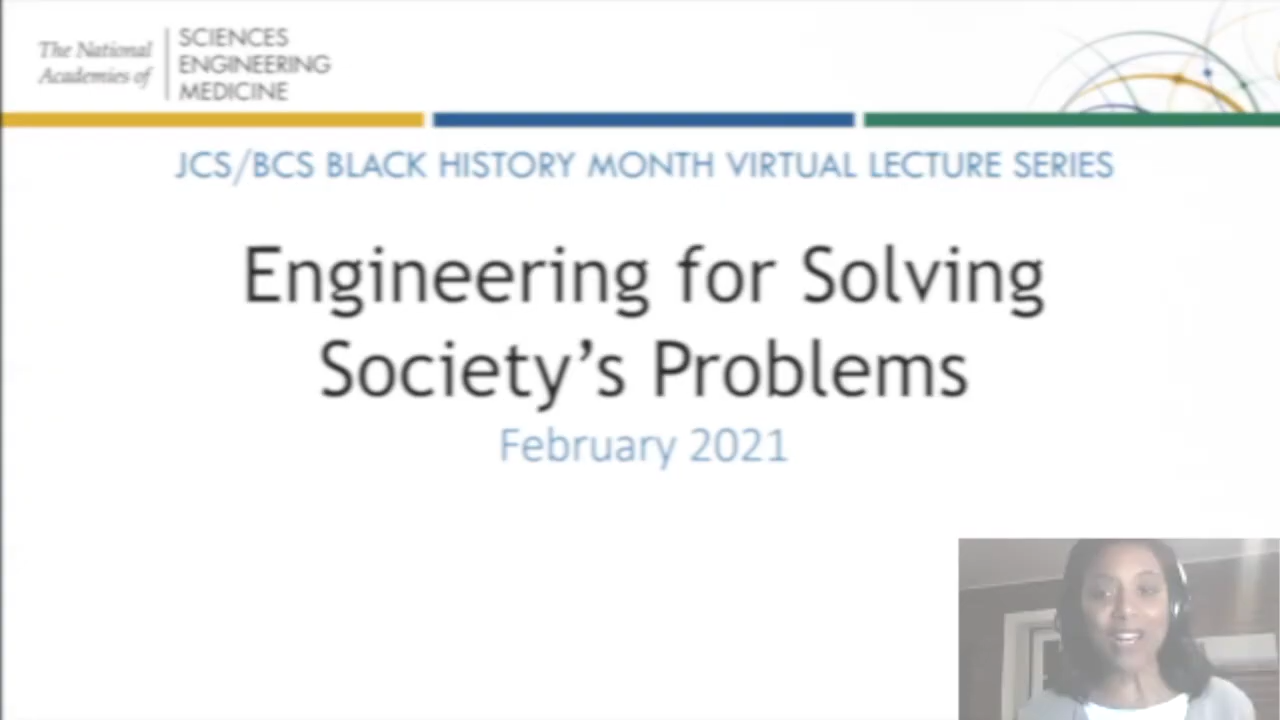 The National
Academies of
SCIENCES
ENGINEERING
MEDICINE
JCS/BCS BLACK HISTORY MONTH VIRTUAL LECTURE SERIES
Engineering for Solving
Society’s Problems
February 2021